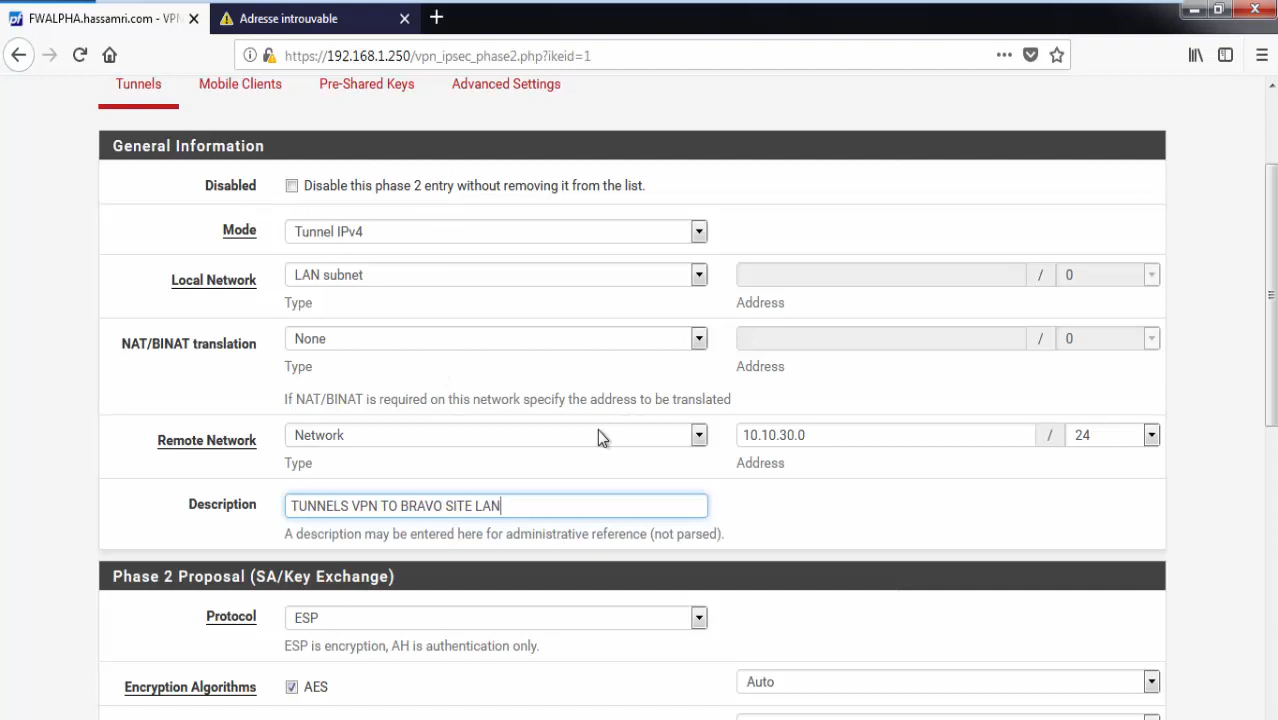 FWALPHA.hassamri.com - VPN
Adresse introuvable
https://192.168.1.250/vpn_ipsec_phase2.php?ikeid=1
Tunnels Mobile Clients Pre-Shared Keys Advanced Settings
General Information
Disabled Disable this phase 2 entry without removing it from the list.
Mode Tunnel IPv4
Local Network LAN subnet / 0
Type Address
NAT/BINAT translation None / 0
Type Address
If NAT/BINAT is required on this network specify the address to be translated
Remote Network Network 10.10.30.0 / 24
Type Address
Description TUNNELS VPN TO BRAVO SITE LAN
A description may be entered here for administrative reference (not parsed).
Phase 2 Proposal (SA/Key Exchange)
Protocol ESP
ESP is encryption, AH is authentication only.
Encryption Algorithms AES Auto